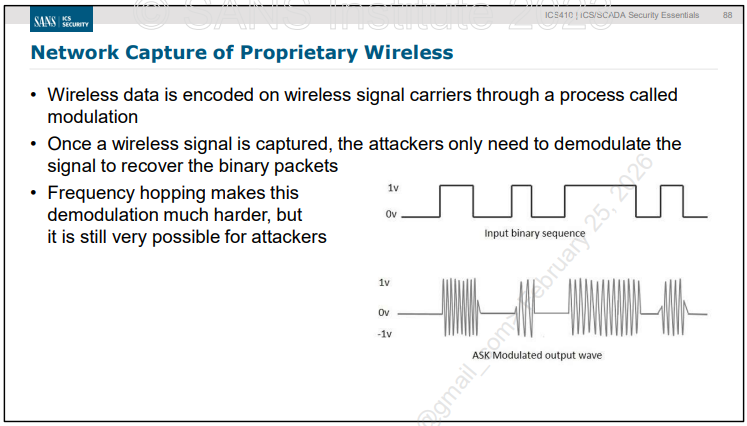 © SANS Institute 2026
SANS | ICS SECURITY
ICS410 | ICS/SCADA Security Essentials 88
Network Capture of Proprietary Wireless
• Wireless data is encoded on wireless signal carriers through a process called
modulation
• Once a wireless signal is captured, the attackers only need to demodulate the
signal to recover the binary packets
• Frequency hopping makes this
demodulation much harder, but
it is still very possible for attackers
1v
0v
Input binary sequence
1v
0v
-1v
ASK Modulated output wave
@gmail_com> February 25, 2026